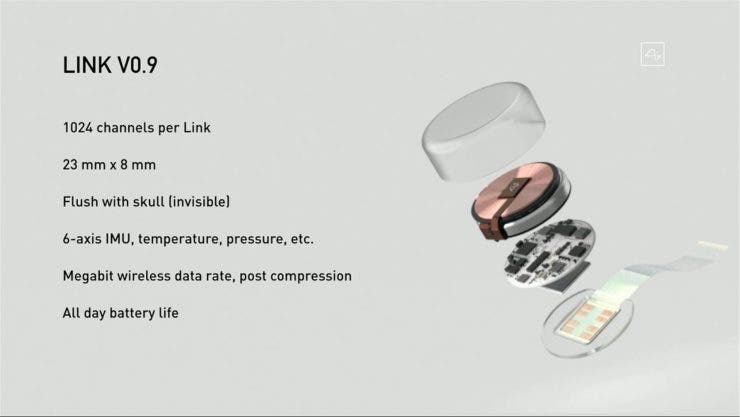 LINK V0.9
1024 channels per Link
23 mm x 8 mm
Flush with skull (invisible)
6-axis IMU, temperature, pressure, etc.
Megabit wireless data rate, post compression
All day battery life